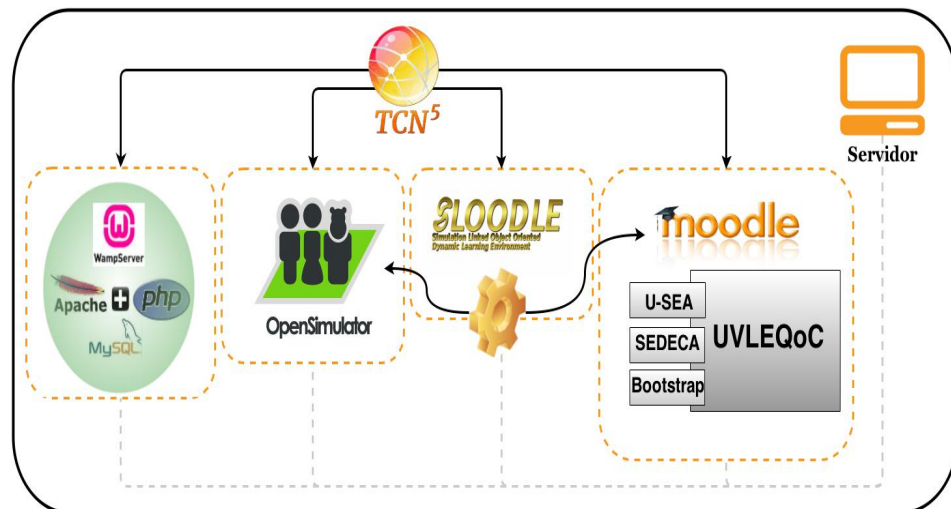 TCN5
Servidor
WampServer
Apache php
MySQL
OpenSimulator
SLOODLE
Simulation Linked Object Oriented
Dynamic Learning Environment
moodle
U-SEA
SEDECA
Bootstrap
UVLEQoC